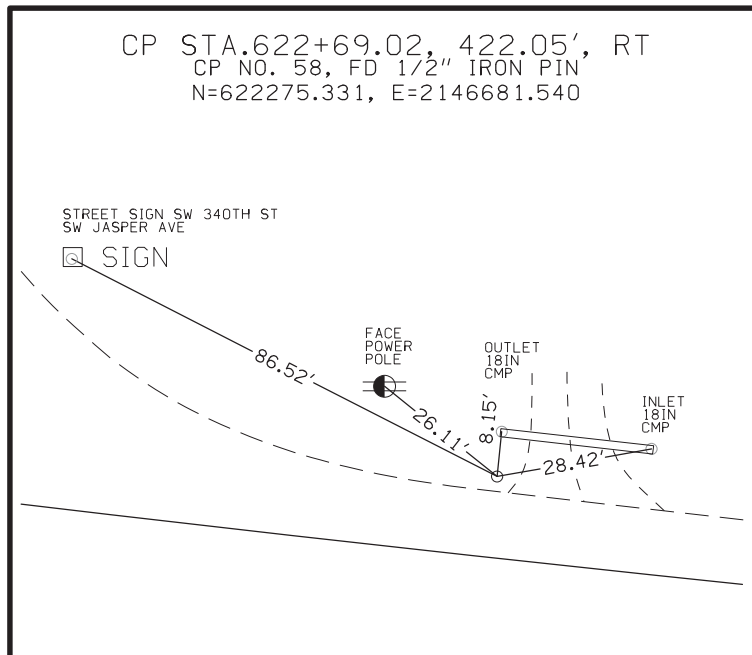 CP STA.622+69.02, 422.05', RT
CP NO. 58, FD 1/2" IRON PIN
N=622275.331, E=2146681.540
STREET SIGN SW 340TH ST
SW JASPER AVE
SIGN
86.52'
FACE
POWER
POLE
26.11'
OUTLET
18IN
CMP
8.15'
INLET
18IN
CMP
28.42'